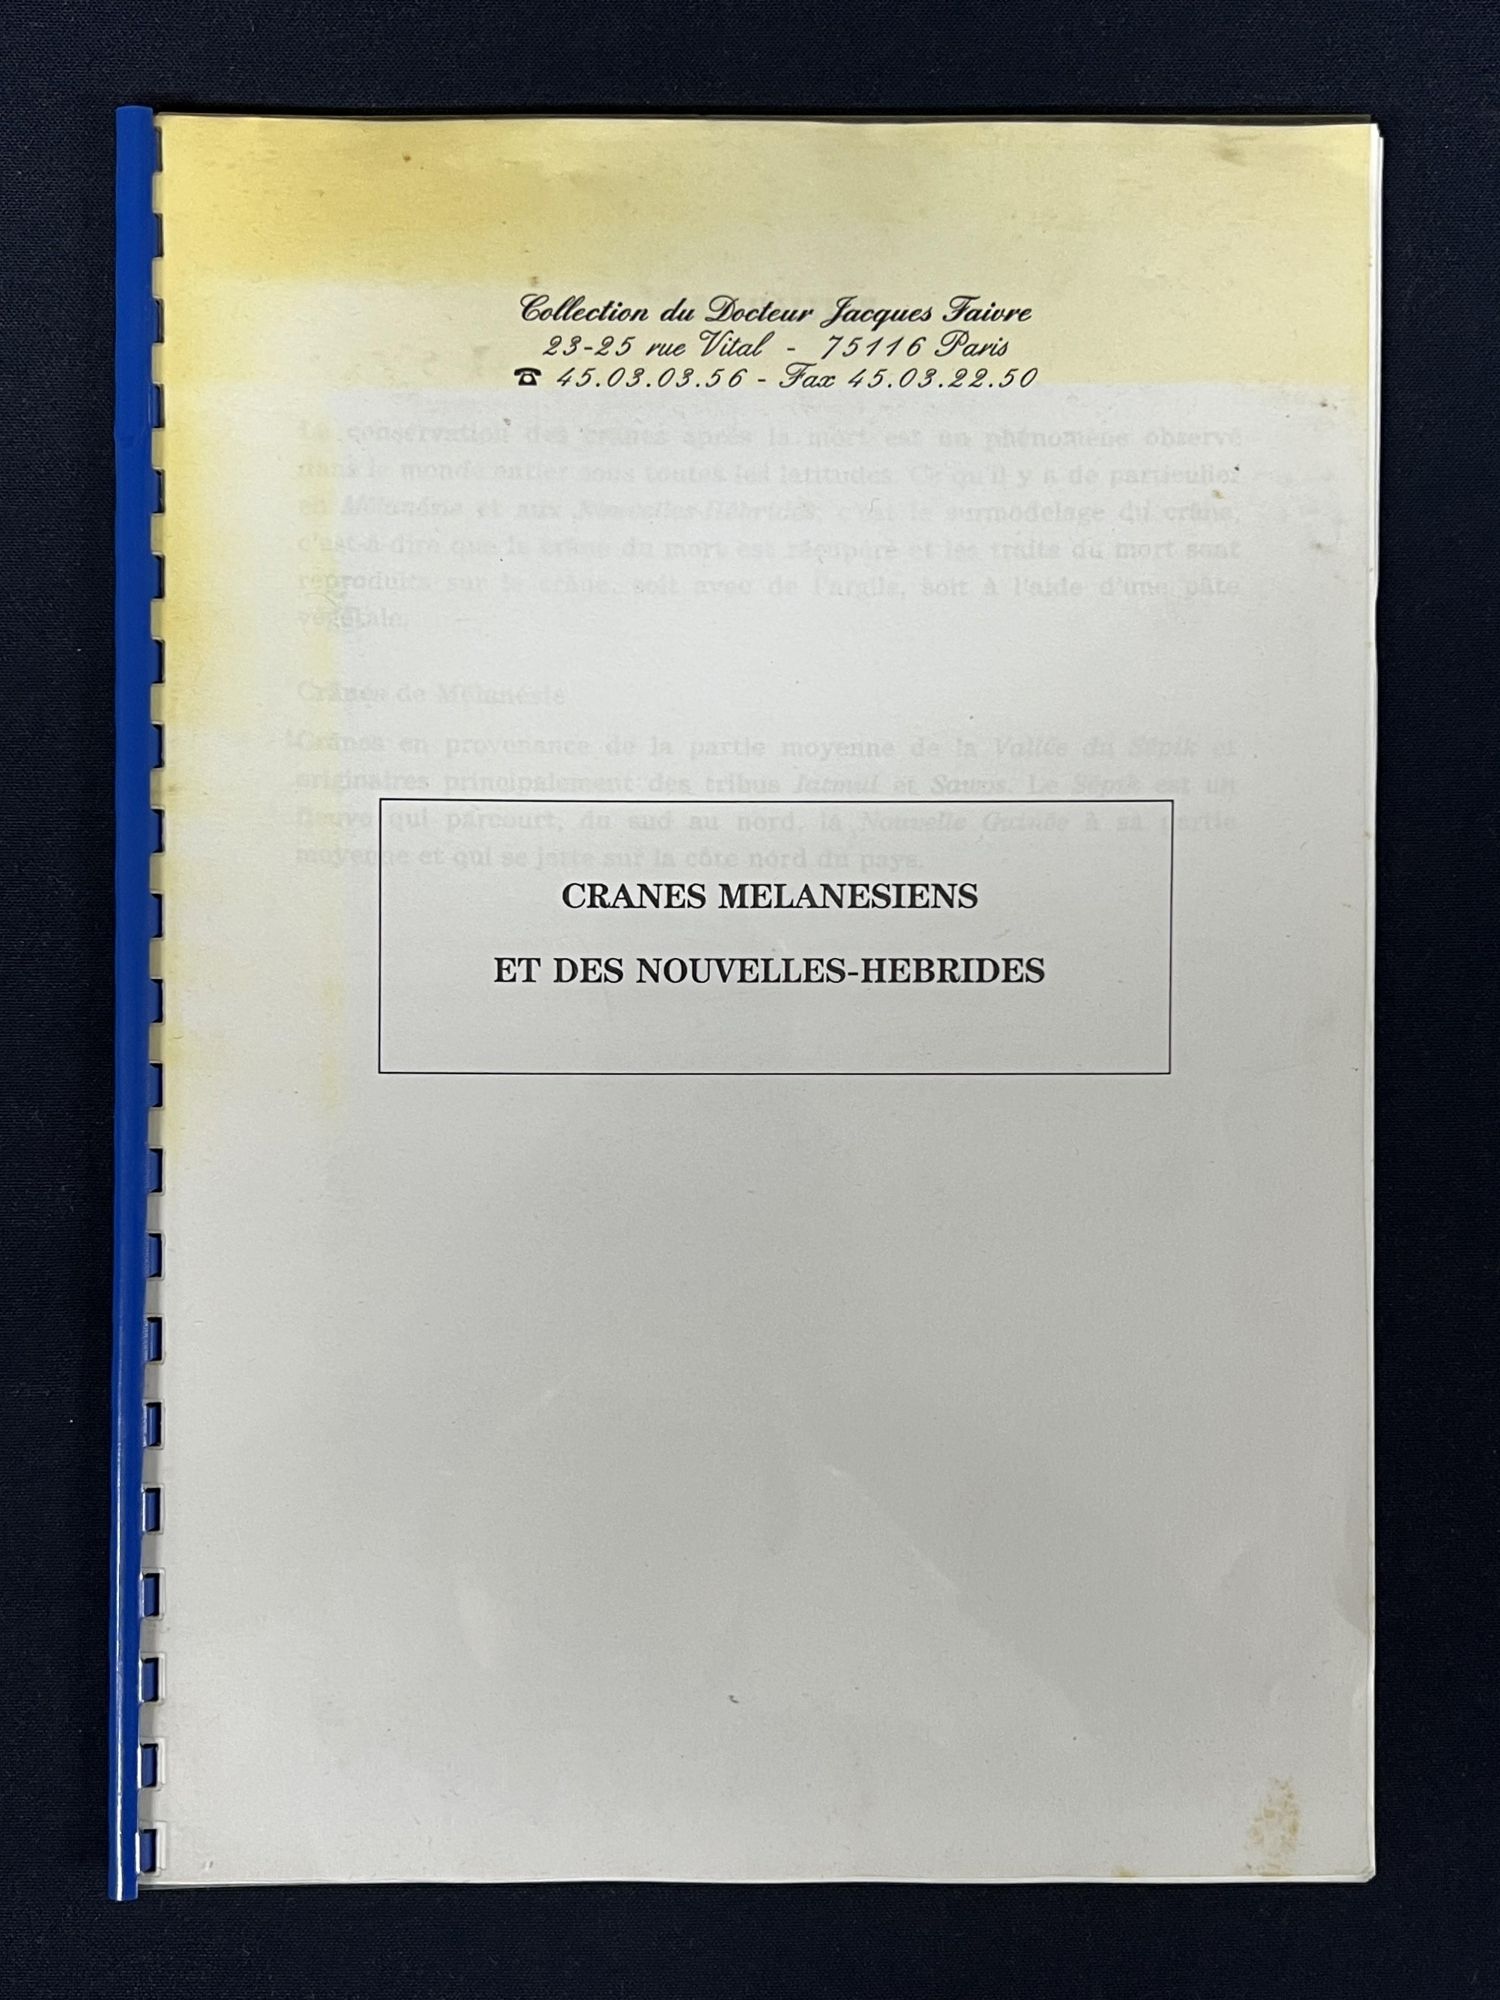 Collection du Docteur Jacques Faivre
23-25 rue Vital - 75116 Paris
☎ 45.03.03.56 - Fax 45.03.22.50
La conservation des crânes après la mort est un phénomène observé
dans le monde entier sous toutes les latitudes. Ce qu'il y a de particulier
en Mélanésie et aux Nouvelles-Hébrides, c'est le surmodelage du crâne,
c'est-à-dire que le crâne du mort est récupéré et les traits du mort sont
reproduits sur le crâne, soit avec de l'argile, soit à l'aide d'une pâte
végétale.
Crânes de Mélanésie
Crânes en provenance de la partie moyenne de la Vallée du Sépik et
originaires principalement des tribus Iatmul et Sawos. Le Sépik est un
fleuve qui parcourt, du sud au nord, la Nouvelle Guinée à sa partie
moyenne et qui se jette sur la côte nord du pays.
CRANES MELANESIENS
ET DES NOUVELLES-HEBRIDES